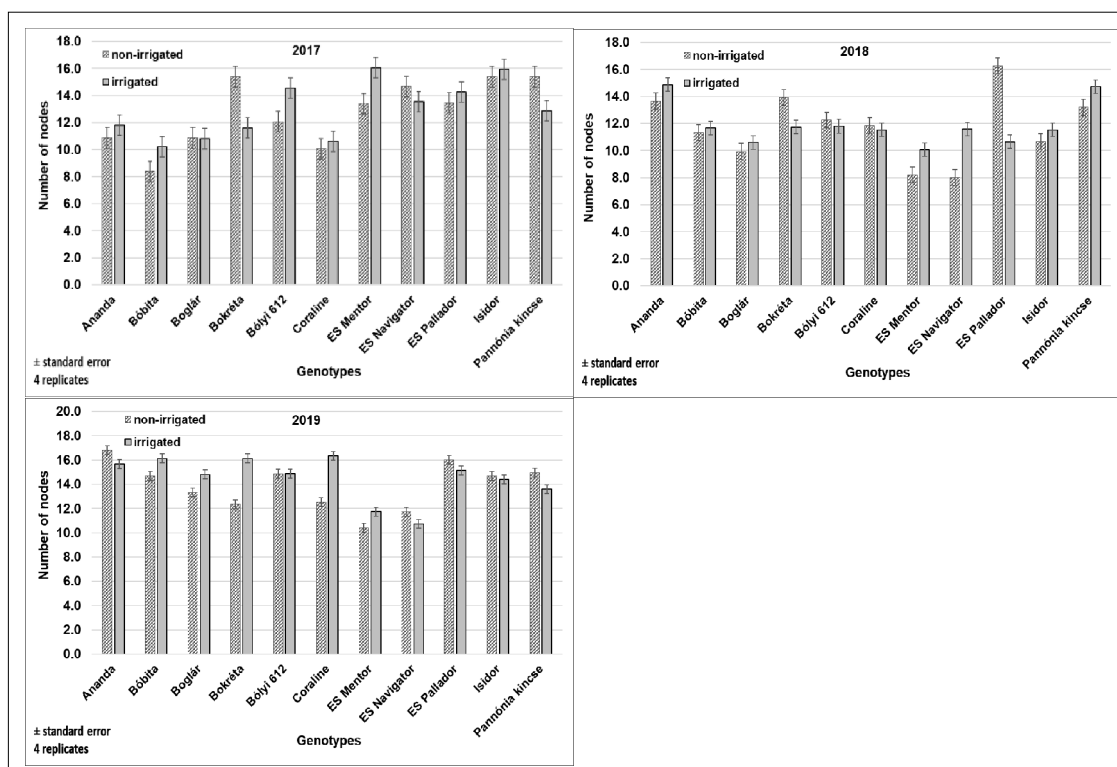 2017
non-irrigated
irrigated
Number of nodes
18.0
16.0
14.0
12.0
10.0
8.0
6.0
4.0
2.0
0.0
Ananda
Bóbita
Boglár
Bokréta
Bólyi 612
Coraline
ES Mentor
ES Navigator
ES Pallador
Isidor
Pannónia kincse
Genotypes
± standard error
4 replicates
2018
non-irrigated
irrigated
Number of nodes
18.0
16.0
14.0
12.0
10.0
8.0
6.0
4.0
2.0
0.0
Ananda
Bóbita
Boglár
Bokréta
Bólyi 612
Coraline
ES Mentor
ES Navigator
ES Pallador
Isidor
Pannónia kincse
Genotypes
± standard error
4 replicates
2019
non-irrigated
irrigated
Number of nodes
20.0
18.0
16.0
14.0
12.0
10.0
8.0
6.0
4.0
2.0
0.0
Ananda
Bóbita
Boglár
Bokréta
Bólyi 612
Coraline
ES Mentor
ES Navigator
ES Pallador
Isidor
Pannónia kincse
Genotypes
± standard error
4 replicates